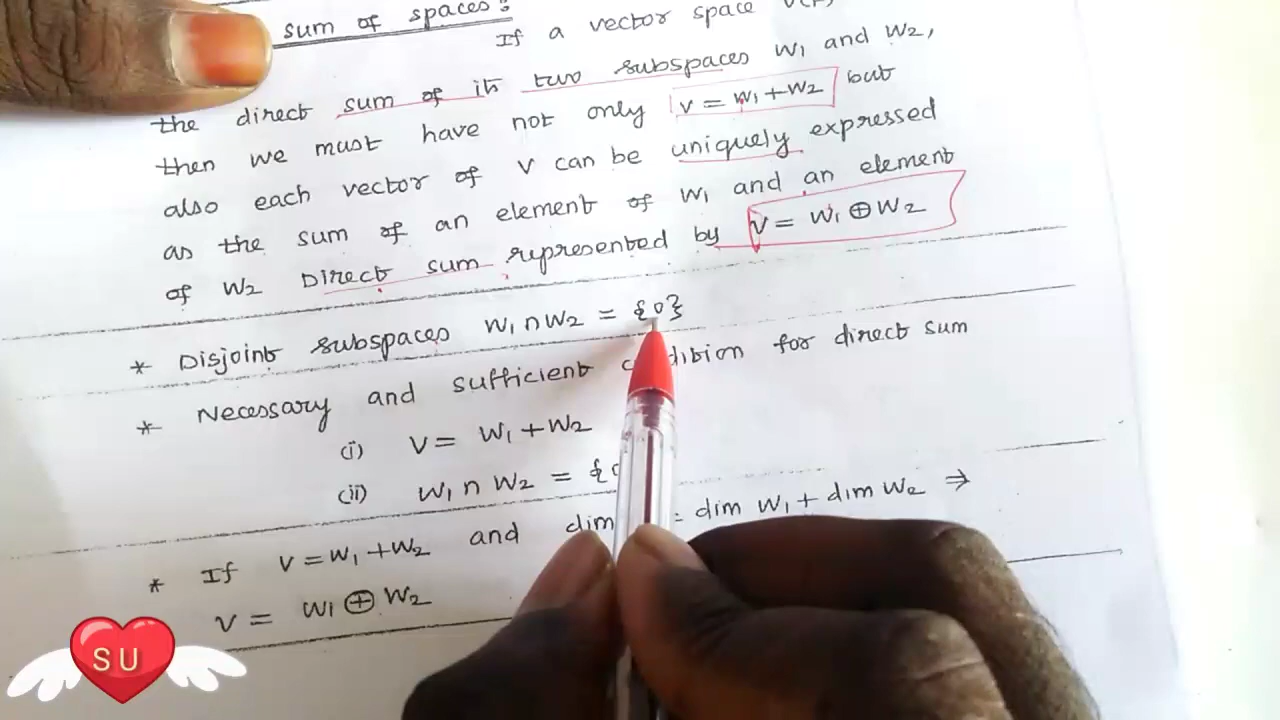 sum of spaces:
If a vector space
the direct sum of its two subspaces W1 and W2,
then we must have not only V = W1 + W2 but
also each vector of V can be uniquely expressed
as the sum of an element of W1 and an element
of W2 Direct sum represented by V = W1 ⊕ W2
* Disjoint subspaces W1 ∩ W2 = {0}
* Necessary and sufficient condition for direct sum
(i) V = W1 + W2
(ii) W1 ∩ W2 = {0
* If V = W1 + W2 and dim = dim W1 + dim W2 ⇒
V = W1 ⊕ W2
SU